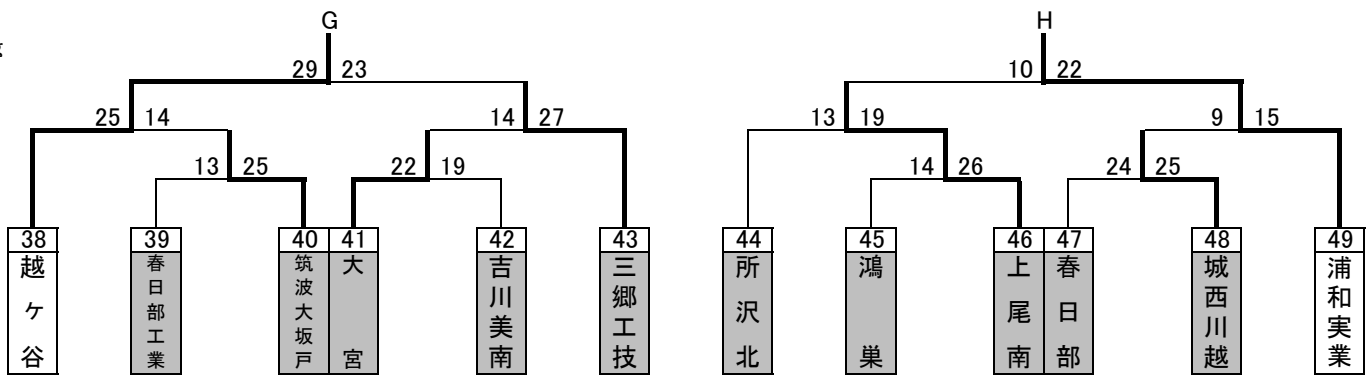 G H
29 23 10 22
25 14 14 27 13 19 9 15
13 25 22 19 14 26 24 25
38 39 40 41 42 43 44 45 46 47 48 49
越ヶ谷
春日部工業
筑波大坂戸
大宮
吉川美南
三郷工技
所沢北
鴻巣
上尾南
春日部
城西川越
浦和実業